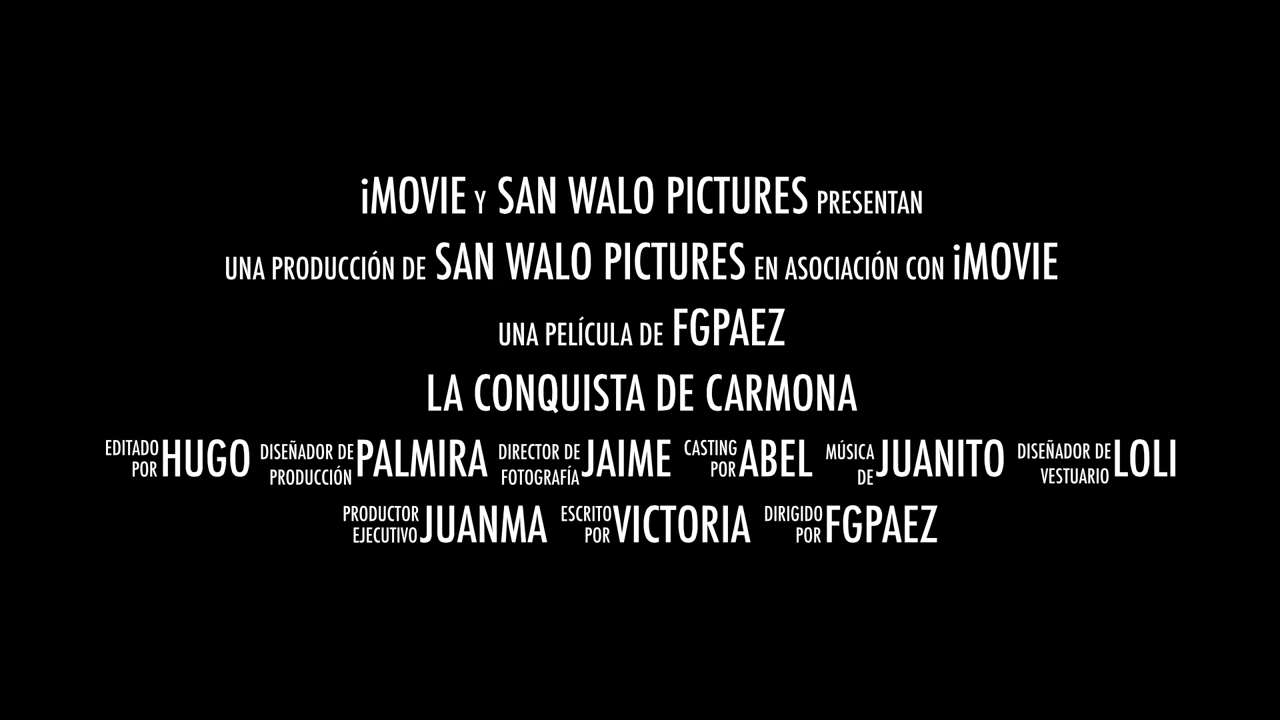 iMOVIE Y SAN WALO PICTURES PRESENTAN
UNA PRODUCCIÓN DE SAN WALO PICTURES EN ASOCIACIÓN CON iMOVIE
UNA PELÍCULA DE FGPAEZ
LA CONQUISTA DE CARMONA
EDITADO POR HUGO DISEÑADOR DE PRODUCCIÓN PALMIRA DIRECTOR DE FOTOGRAFÍA JAIME CASTING POR ABEL MÚSICA DE JUANITO DISEÑADOR DE VESTUARIO LOLI
PRODUCTOR EJECUTIVO JUANMA ESCRITO POR VICTORIA DIRIGIDO POR FGPAEZ